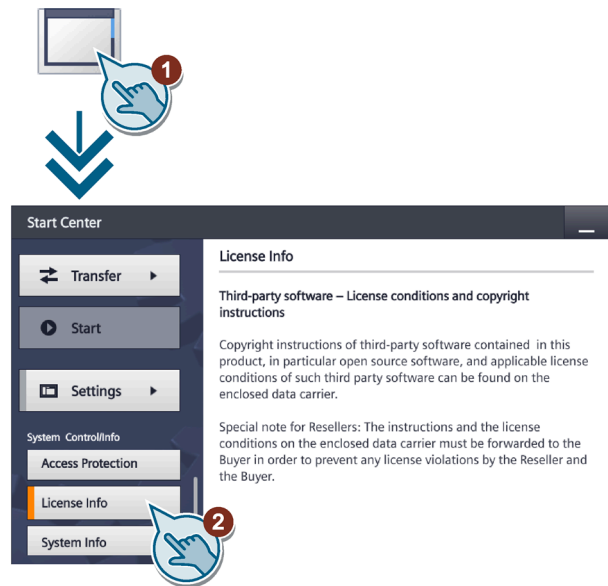 1
Start Center
Transfer
Start
Settings
System Control/Info
Access Protection
License Info
System Info
2
License Info
Third-party software – License conditions and copyright
instructions
Copyright instructions of third-party software contained in this
product, in particular open source software, and applicable license
conditions of such third party software can be found on the
enclosed data carrier.
Special note for Resellers: The instructions and the license
conditions on the enclosed data carrier must be forwarded to the
Buyer in order to prevent any license violations by the Reseller and
the Buyer.